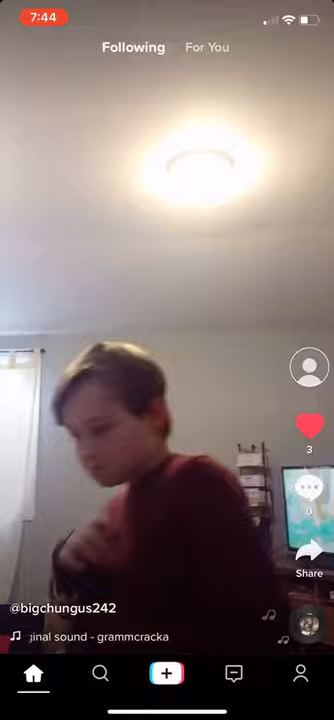 7:44
Following For You
3
0
Share
@bigchungus242
ginal sound - grammcracka